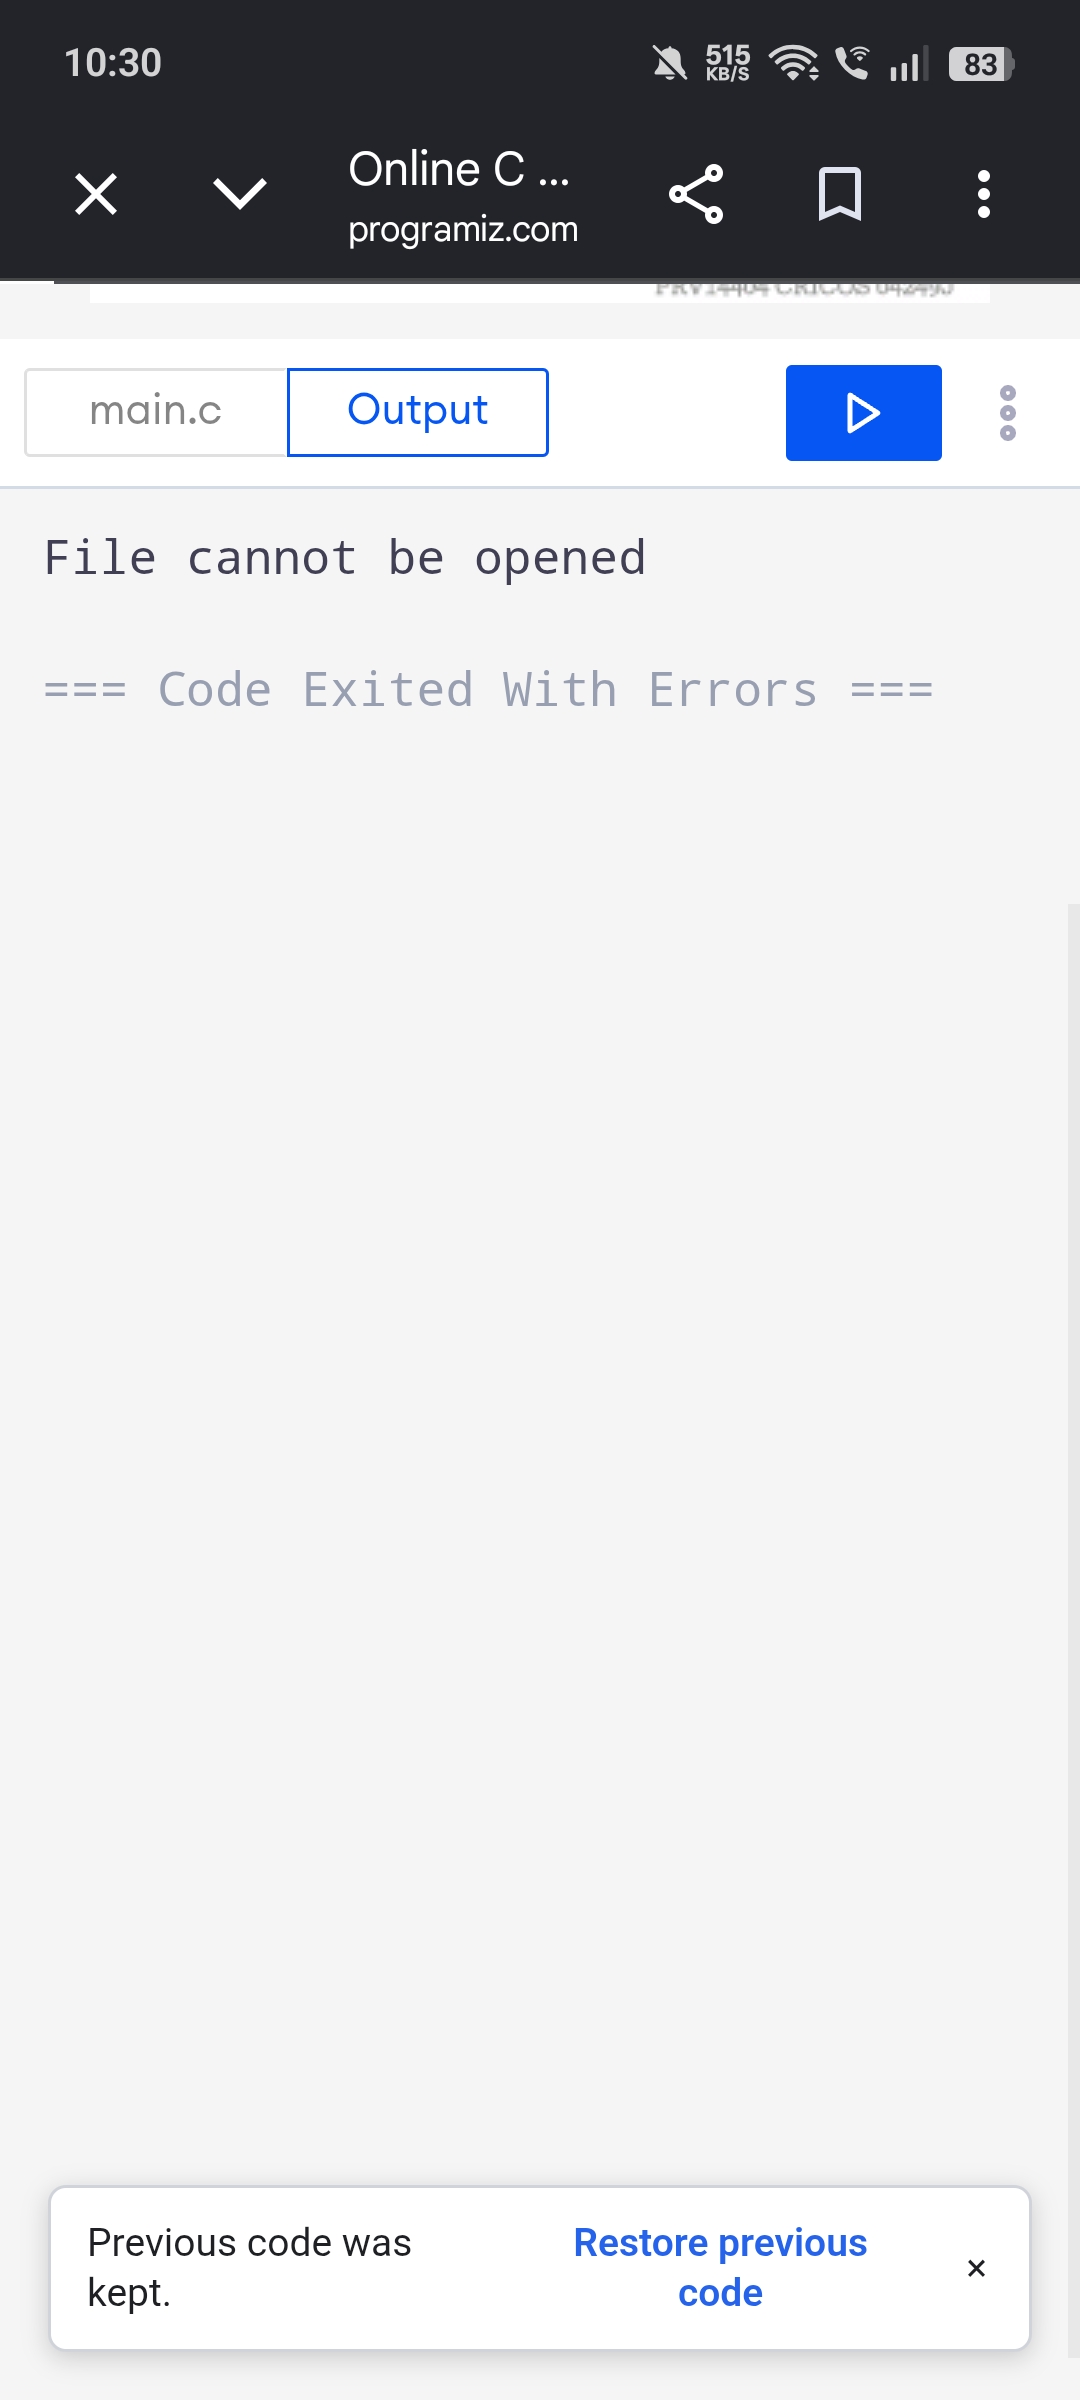 10:30
515
KB/S
83
Online C ...
programiz.com
main.c
Output
File cannot be opened
=== Code Exited With Errors ===
Previous code was
kept.
Restore previous
code